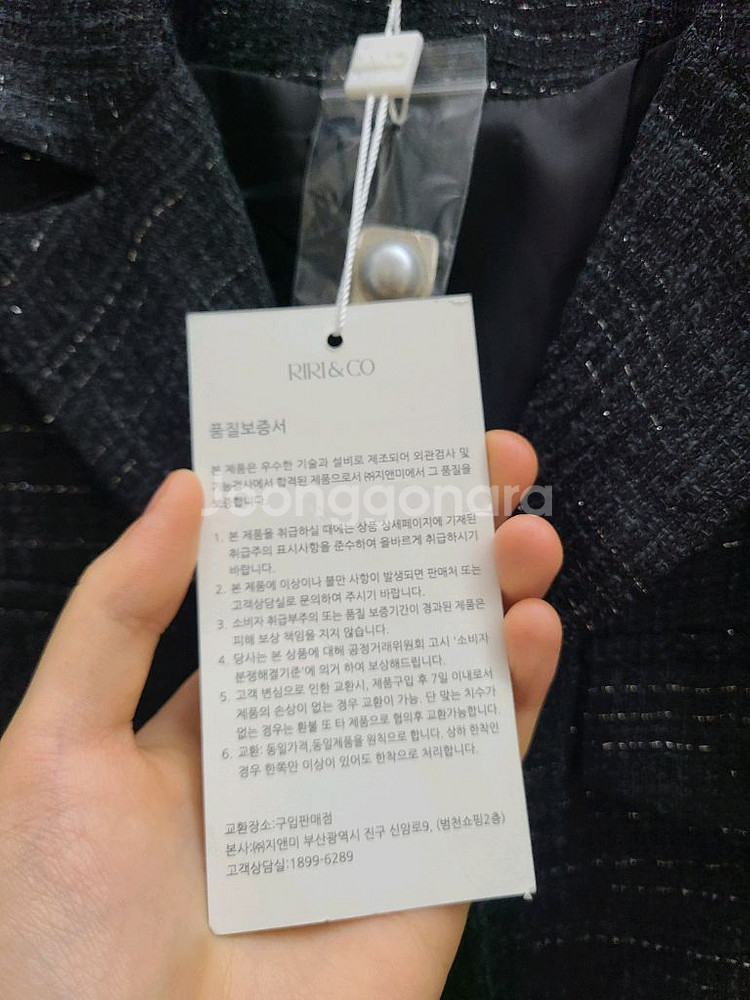 RIRI&CO
품질보증서
본 제품은 우수한 기술과 설비로 제조되어 외관검사 및
기능검사에서 합격된 제품으로서 ㈜지앤미에서 그 품질을
보증합니다.
Joonggonara
1. 본 제품을 취급하실 때에는 상품 상세페이지에 기재된
취급주의 표시사항을 준수하여 올바르게 취급하시기
바랍니다.
2. 본 제품에 이상이나 불만 사항이 발생되면 판매처 또는
고객상담실로 문의하여 주시기 바랍니다.
3. 소비자 취급부주의 또는 품질 보증기간이 경과된 제품은
피해 보상 책임을 지지 않습니다.
4. 당사는 본 상품에 대해 공정거래위원회 고시 '소비자
분쟁해결기준'에 의거 하여 보상해드립니다.
5. 고객 변심으로 인한 교환시, 제품구입 후 7일 이내로서
제품의 손상이 없는 경우 교환이 가능. 단 맞는 치수가
없는 경우는 환불 또 타 제품으로 협의후 교환가능합니다.
6. 교환: 동일가격,동일제품을 원칙으로 합니다. 상하 한착인
경우 한쪽만 이상이 있어도 한착으로 처리합니다.
교환장소:구입판매점
본사:㈜지앤미 부산광역시 진구 신암로9, (범천쇼핑2층)
고객상담실:1899-6289